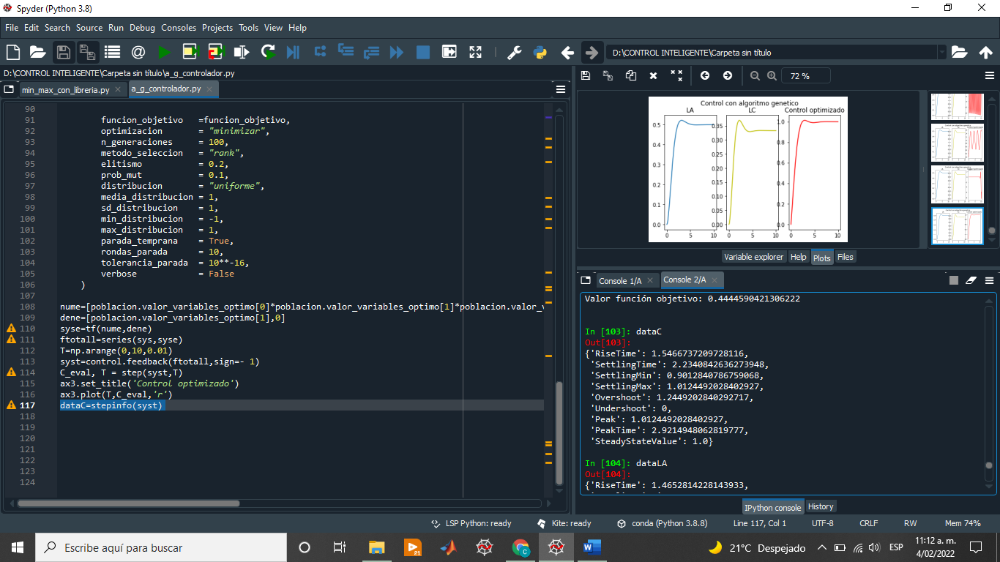 Spyder (Python 3.8)
File Edit Search Source Run Debug Consoles Projects Tools View Help
D:\CONTROL INTELIGENTE\Carpeta sin título
D:\CONTROL INTELIGENTE\Carpeta sin título\a_g_controlador.py
min_max_con_libreria.py
a_g_controlador.py
90
91 funcion_objetivo =funcion_objetivo,
92 optimizacion = "minimizar",
93 n_generaciones = 100,
94 metodo_seleccion = "rank",
95 elitismo = 0.2,
96 prob_mut = 0.1,
97 distribucion = "uniforme",
98 media_distribucion = 1,
99 sd_distribucion = 1,
100 min_distribucion = -1,
101 max_distribucion = 1,
102 parada_temprana = True,
103 rondas_parada = 10,
104 tolerancia_parada = 10**-16,
105 verbose = False
106 )
107
108 nume=[poblacion.valor_variables_optimo[0]*poblacion.valor_variables_optimo[1]*poblacion.valor_v
109 dene=[poblacion.valor_variables_optimo[1],0]
110 syse=tf(nume,dene)
111 ftotall=series(sys,syse)
112 T=np.arange(0,10,0.01)
113 syst=control.feedback(ftotall,sign=- 1)
114 C_eval, T = step(syst,T)
115 ax3.set_title('Control optimizado')
116 ax3.plot(T,C_eval,'r')
117 dataC=stepinfo(syst)
118
119
120
121
122
123
124
72 %
Control con algoritmo genetico
LA LC Control optimizado
0.5
0.4
0.3
0.2
0.1
0.0
0 5 10
0.35
0.30
0.25
0.20
0.15
0.10
0.05
0.00
0 5 10
1.0
0.8
0.6
0.4
0.2
0.0
0 5 10
Variable explorer Help Plots Files
Console 1/A Console 2/A
Valor función objetivo: 0.4444590421306222
In [103]: dataC
Out[103]:
{'RiseTime': 1.5466737209728116,
'SettlingTime': 2.2340842636273948,
'SettlingMin': 0.9012840786759068,
'SettlingMax': 1.0124492028402927,
'Overshoot': 1.2449202840292717,
'Undershoot': 0,
'Peak': 1.0124492028402927,
'PeakTime': 2.9214948062819777,
'SteadyStateValue': 1.0}
In [104]: dataLA
Out[104]:
{'RiseTime': 1.4652814228143933,
IPython console History
LSP Python: ready Kite: ready conda (Python 3.8.8) Line 117, Col 1 UTF-8 CRLF RW Mem 74%
Escribe aquí para buscar
21°C Despejado
ESP
11:12 a. m.
4/02/2022